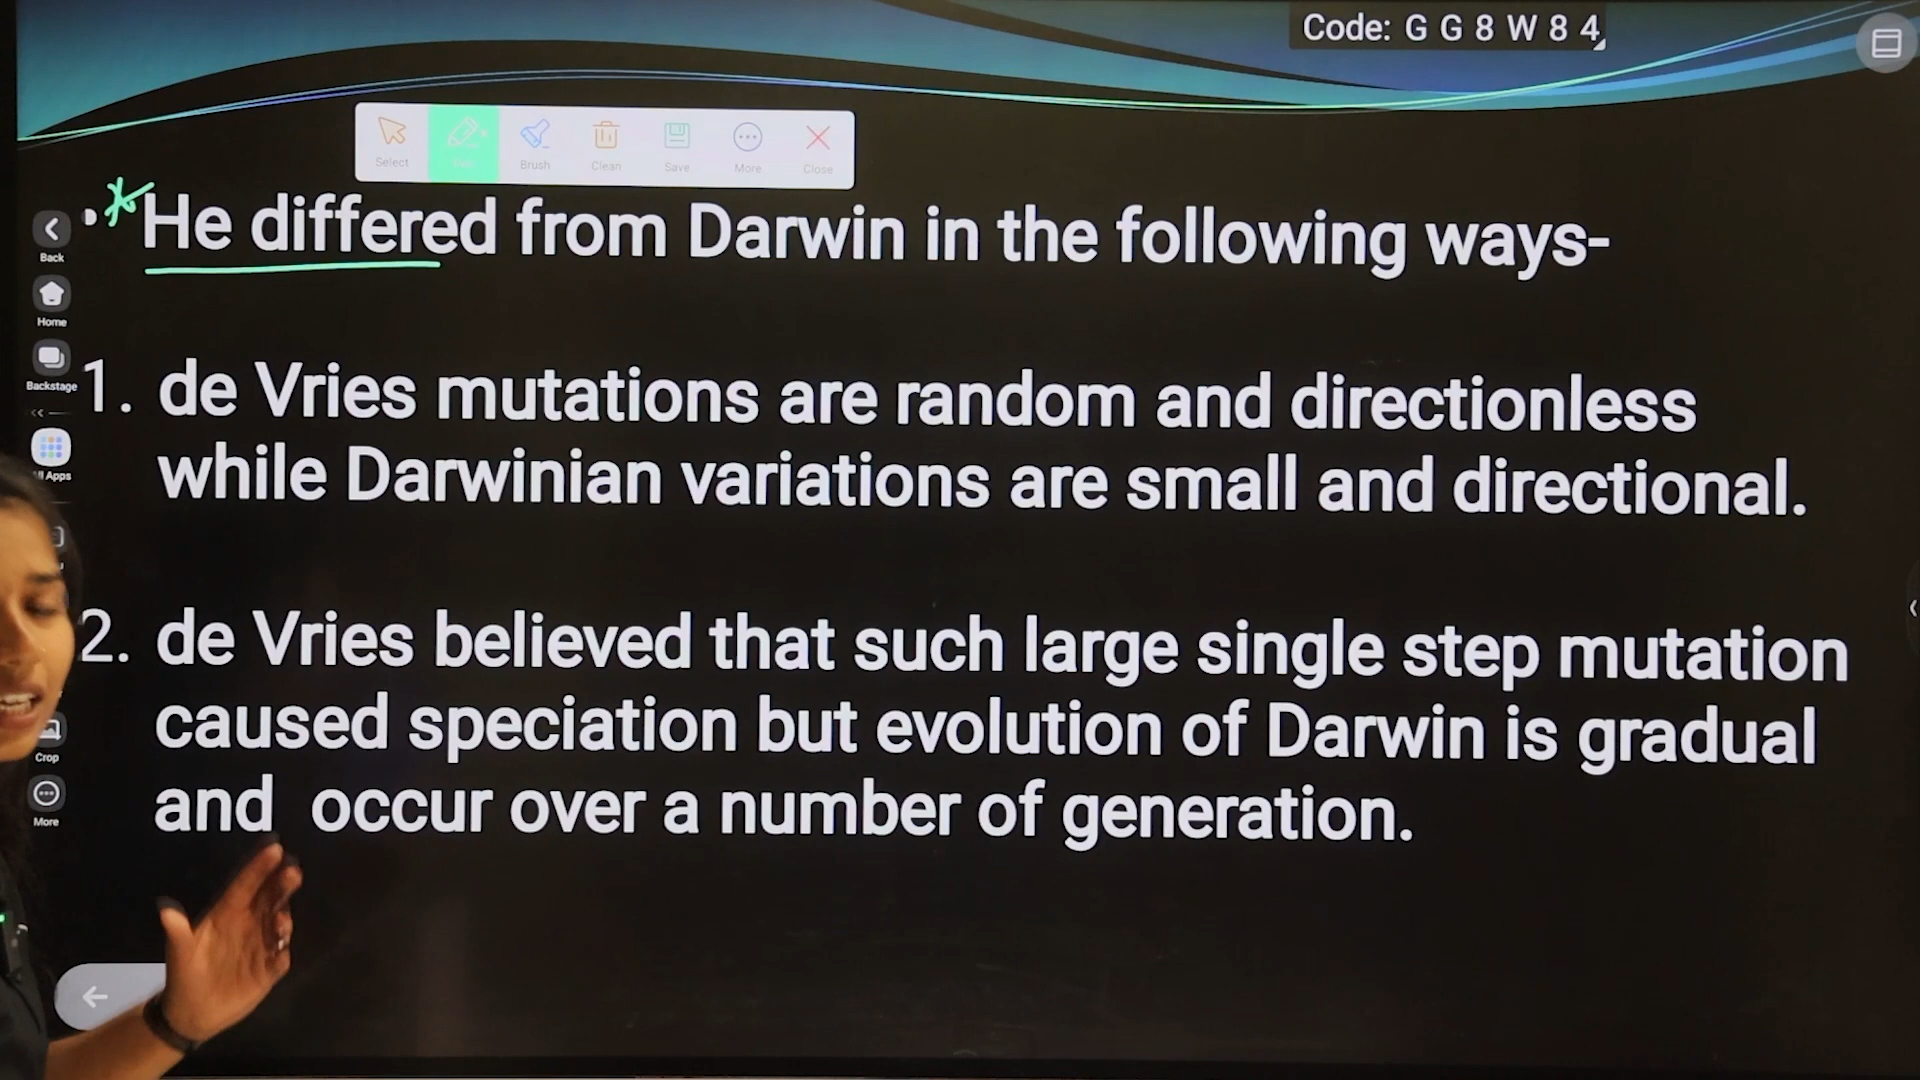 Code: G G 8 W 8 4
Select
Brush
Clean
Save
More
Close
He differed from Darwin in the following ways-
Back
Home
Backstage
1. de Vries mutations are random and directionless
while Darwinian variations are small and directional.
Apps
2. de Vries believed that such large single step mutation
caused speciation but evolution of Darwin is gradual
Crop
and occur over a number of generation.
More